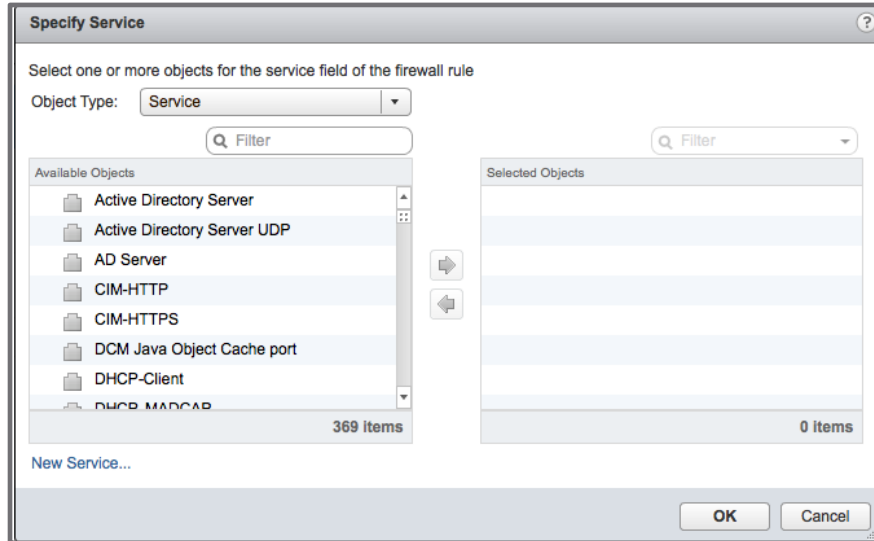 Specify Service
?
Select one or more objects for the service field of the firewall rule
Object Type: Service
Filter
Filter
Available Objects
Selected Objects
Active Directory Server
Active Directory Server UDP
AD Server
CIM-HTTP
CIM-HTTPS
DCM Java Object Cache port
DHCP-Client
DHCP-MADCAP
369 items
0 items
New Service...
OK
Cancel